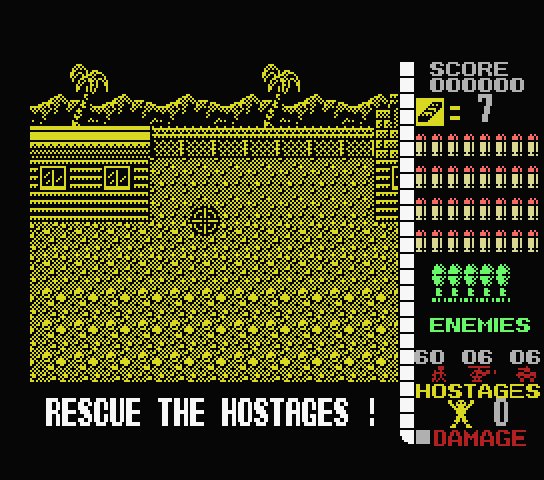 SCORE
000000
= 7
ENEMIES
60 06 06
HOSTAGES
0
RESCUE THE HOSTAGES !
DAMAGE